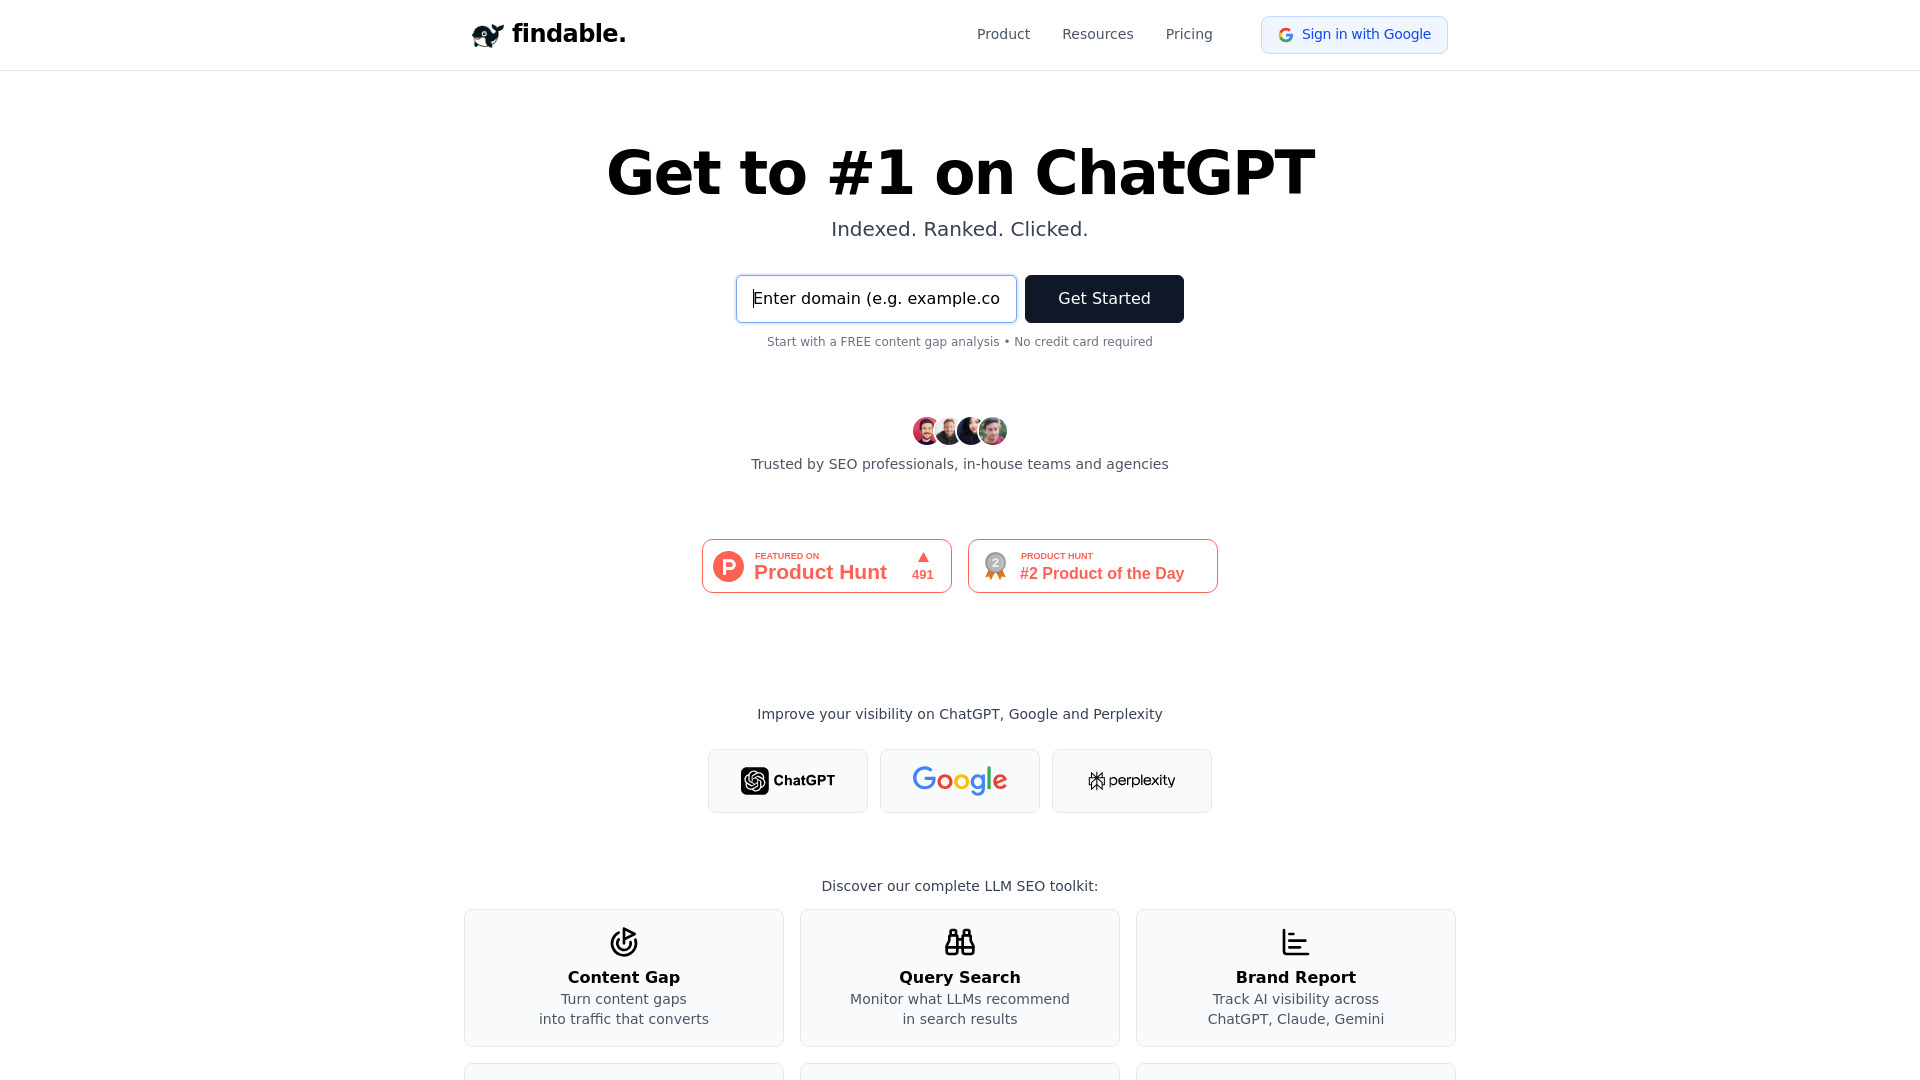 findable.
Product
Resources
Pricing
Sign in with Google
Get to #1 on ChatGPT
Indexed. Ranked. Clicked.
Enter domain (e.g. example.co
Get Started
Start with a FREE content gap analysis • No credit card required
Trusted by SEO professionals, in-house teams and agencies
FEATURED ON
Product Hunt
491
2
PRODUCT HUNT
#2 Product of the Day
Improve your visibility on ChatGPT, Google and Perplexity
ChatGPT
Google
perplexity
Discover our complete LLM SEO toolkit:
Content Gap
Turn content gaps
into traffic that converts
Query Search
Monitor what LLMs recommend
in search results
Brand Report
Track AI visibility across
ChatGPT, Claude, Gemini